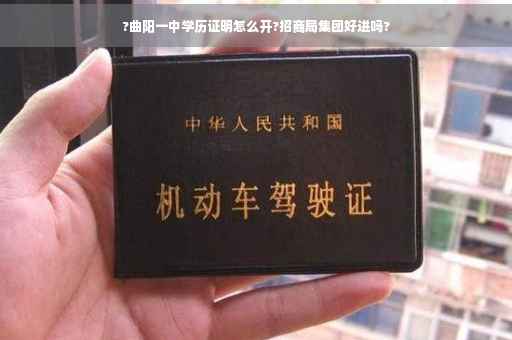 ?曲阳一中学历证明怎么开?招商局集团好进吗?
中华人民共和国
机动车驾驶证